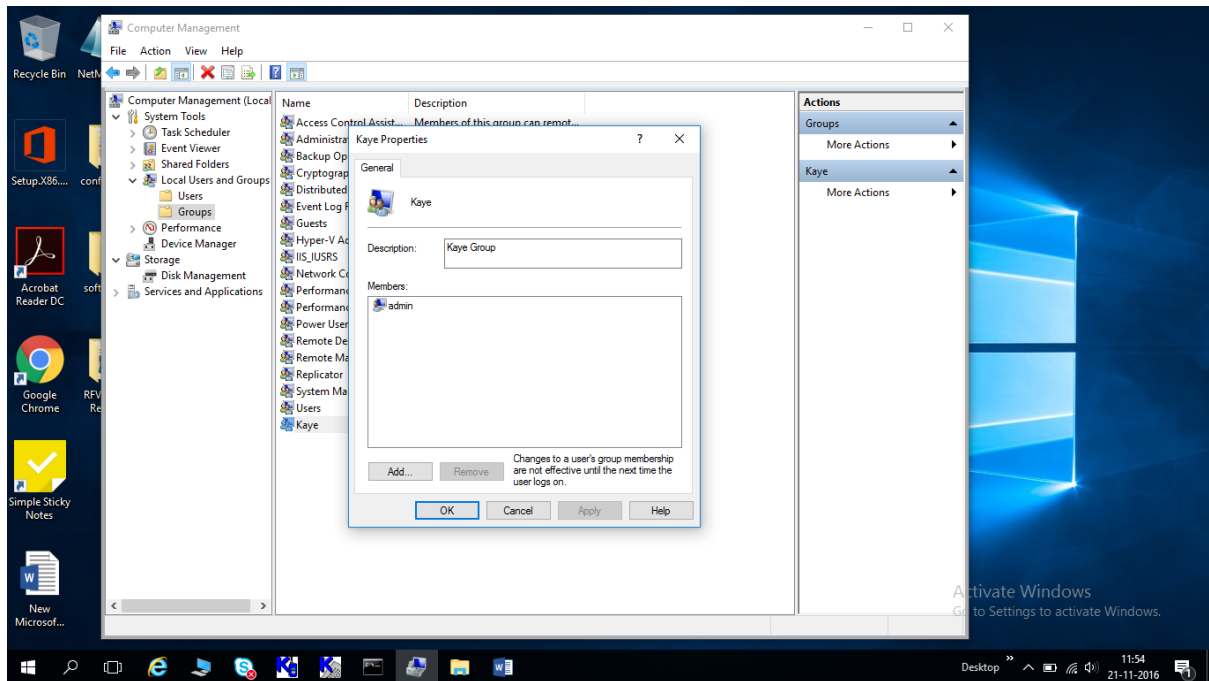 Computer Management
File Action View Help
Computer Management (Local
System Tools
Task Scheduler
Event Viewer
Shared Folders
Local Users and Groups
Users
Groups
Performance
Device Manager
Storage
Disk Management
Services and Applications
Name Description
Access Control Assist... Members of this group can remot...
Administra
Backup Op
Cryptograp
Distributed
Event Log R
Guests
Hyper-V Ad
IIS_IUSRS
Network Co
Performanc
Performanc
Power User
Remote De
Remote Ma
Replicator
System Ma
Users
Kaye
Kaye Properties
General
Kaye
Description: Kaye Group
Members:
admin
Add... Remove
Changes to a user's group membership
are not effective until the next time the
user logs on.
OK Cancel Apply Help
Actions
Groups
More Actions
Kaye
More Actions
Recycle Bin NetM
Setup.X86.... conf
Acrobat
Reader DC
soft
Google
Chrome
RFV
Re
Simple Sticky
Notes
New
Microsof...
Activate Windows
Go to Settings to activate Windows.
Desktop
11:54
21-11-2016